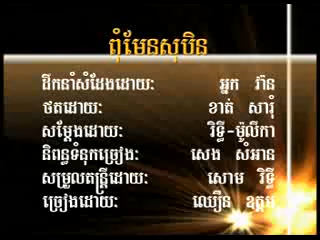 ពុំមែនសុបិន
ដឹកនាំសំដែងដោយៈ អ្នក វ៉ាន
ថតដោយៈ ខាត់ សារុំ
សម្តែងដោយៈ រិទ្ធី-ម៉ូលីកា
និពន្ធទំនុកច្រៀងៈ សេង សំអាន
សម្រួលតន្ត្រីដោយៈ សោម រិទ្ធី
ច្រៀងដោយៈ ឈឿន ឧត្តម